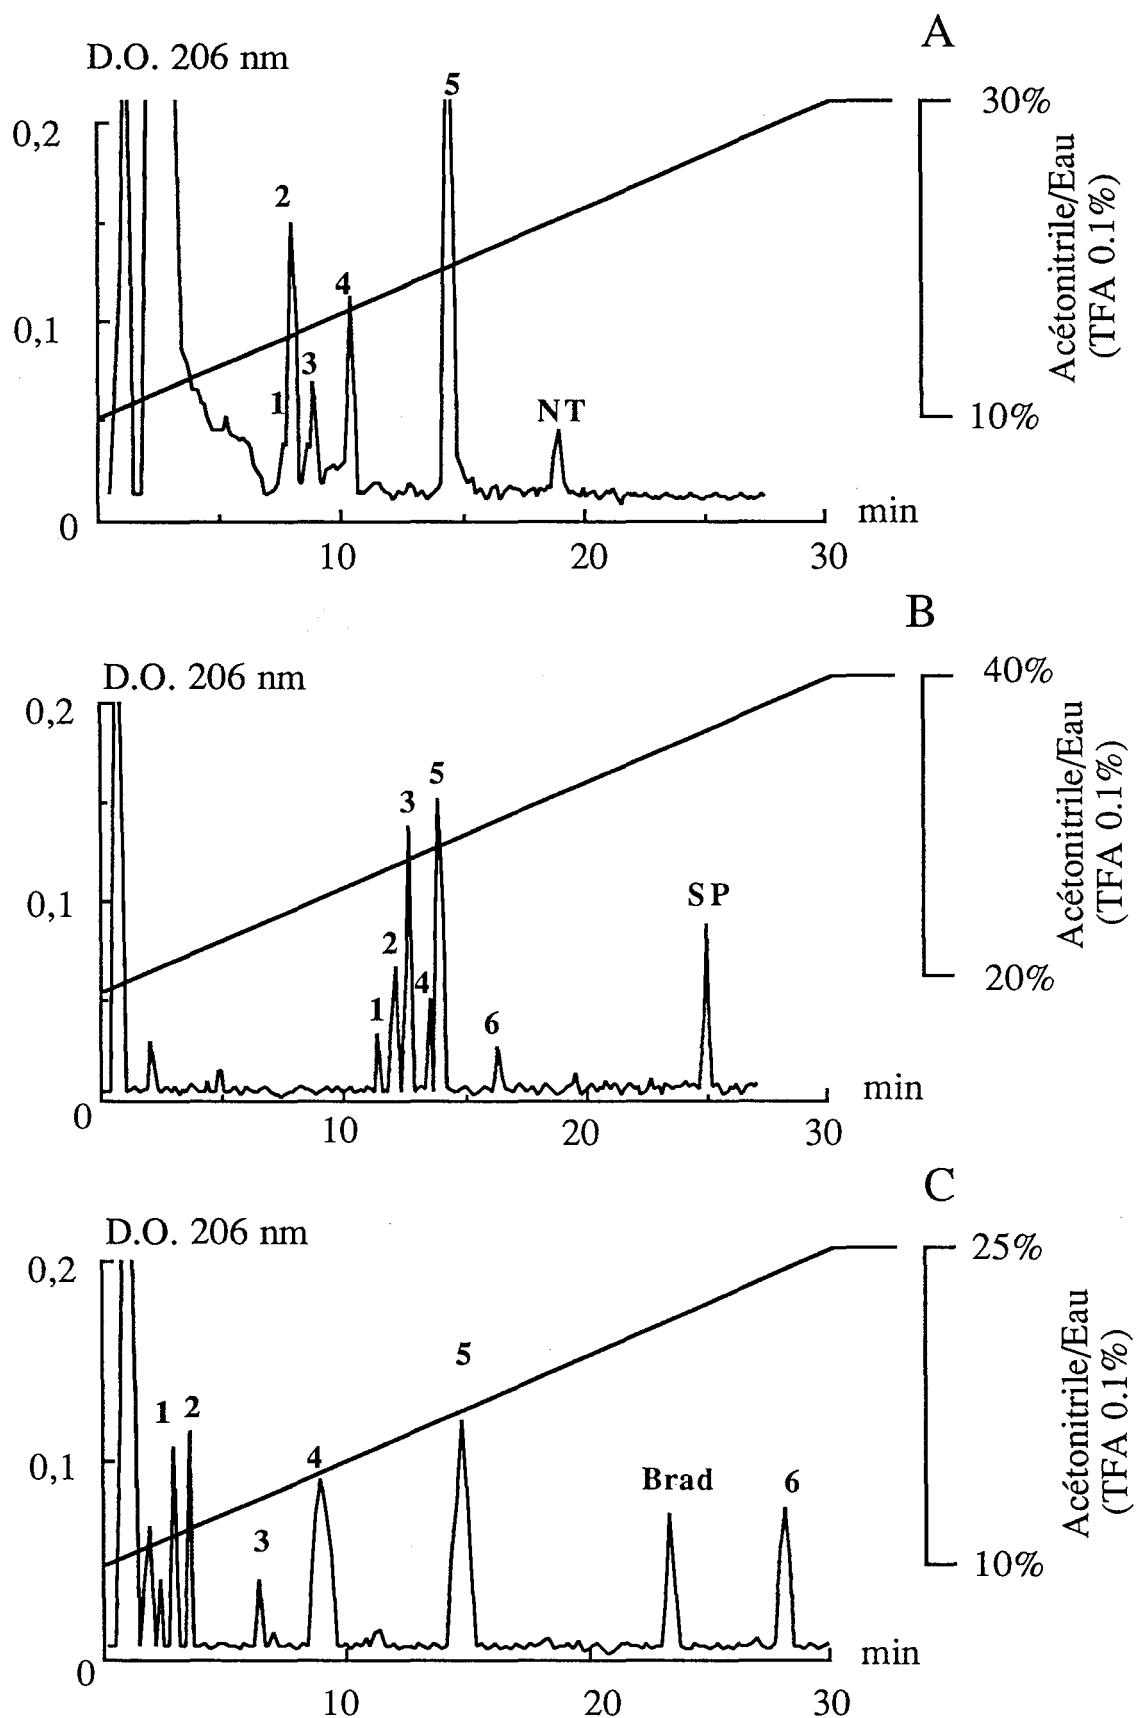 A
D.O. 206 nm
5
30%
0,2
2
4
0,1
3
1
NT
10%
Acétonitrile/Eau
(TFA 0.1%)
min
0
10
20
30
B
D.O. 206 nm
40%
0,2
5
3
0,1
SP
2
4
1
6
20%
Acétonitrile/Eau
(TFA 0.1%)
min
0
10
20
30
C
D.O. 206 nm
25%
0,2
5
1
2
4
0,1
Brad
6
3
10%
Acétonitrile/Eau
(TFA 0.1%)
min
0
10
20
30